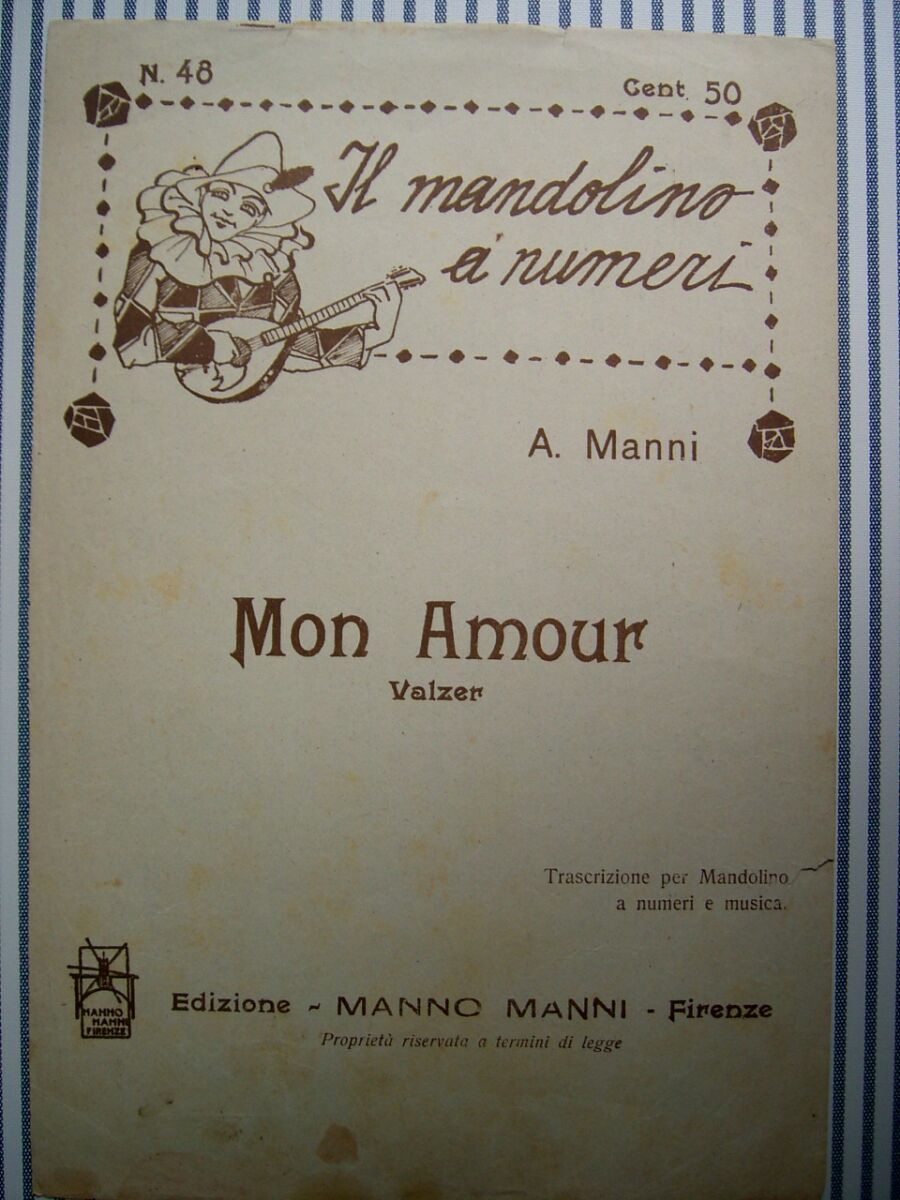 N. 48
Cent. 50
Il mandolino
a numeri
A. Manni
Mon Amour
Valzer
Trascrizione per Mandolino
a numeri e musica.
MANNO
MANNI
FIRENZE
Edizione ~ MANNO MANNI - Firenze
Proprietà riservata a termini di legge